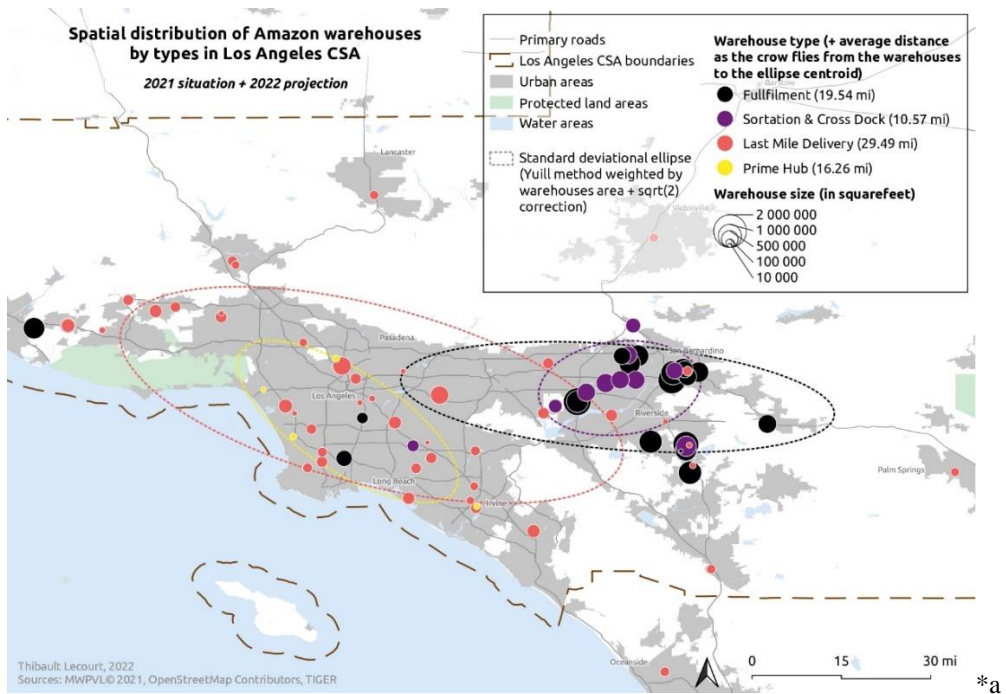 Spatial distribution of Amazon warehouses
by types in Los Angeles CSA
2021 situation + 2022 projection
Primary roads
Los Angeles CSA boundaries
Urban areas
Protected land areas
Water areas
Standard deviational ellipse
(Yuill method weighted by
warehouses area + sqrt(2)
correction)
Warehouse type (+ average distance
as the crow flies from the warehouses
to the ellipse centroid)
Fullfilment (19.54 mi)
Sortation & Cross Dock (10.57 mi)
Last Mile Delivery (29.49 mi)
Prime Hub (16.26 mi)
Warehouse size (in squarefeet)
2 000 000
1 000 000
500 000
100 000
10 000
Barstow
Lancaster
Victorville
Pasadena
San Bernardino
Los Angeles
Riverside
Palm Springs
Long Beach
Irvine
Oceanside
Thibault Lecourt, 2022
Sources: MWPVL© 2021, OpenStreetMap Contributors, TIGER
0 15 30 mi
*a